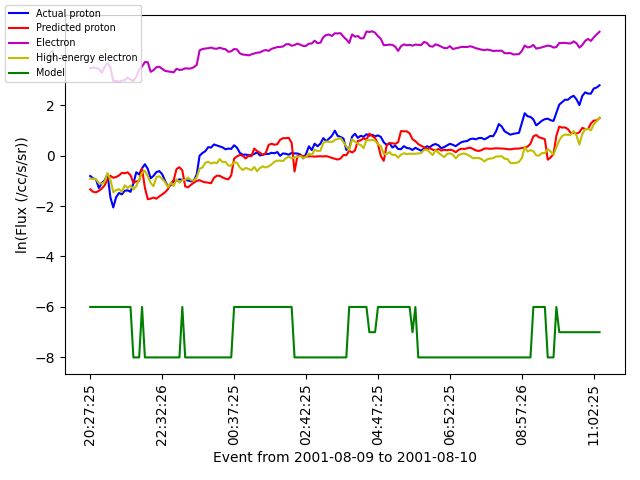 Actual proton
Predicted proton
Electron
High-energy electron
Model
ln(Flux (/cc/s/sr))
2
0
−2
−4
−6
−8
20:27:25
22:32:26
00:37:25
02:42:25
04:47:25
06:52:25
08:57:26
11:02:25
Event from 2001-08-09 to 2001-08-10